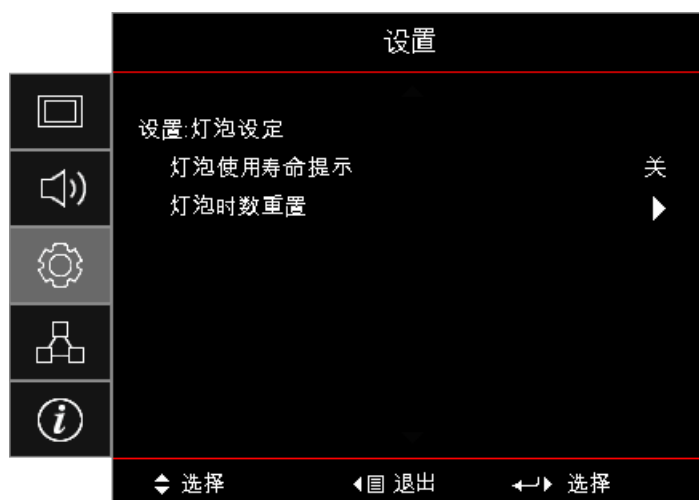 设置
设置:灯泡设定
灯泡使用寿命提示 关
灯泡时数重置
选择 退出 选择